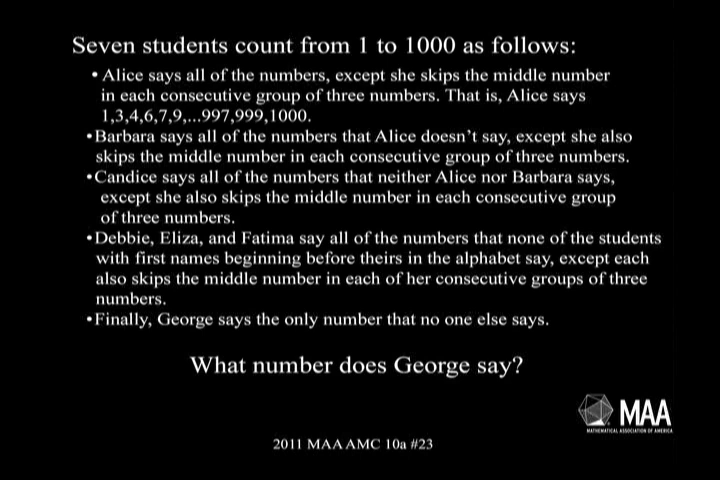 Seven students count from 1 to 1000 as follows:
• Alice says all of the numbers, except she skips the middle number
in each consecutive group of three numbers. That is, Alice says
1,3,4,6,7,9,...997,999,1000.
•Barbara says all of the numbers that Alice doesn't say, except she also
skips the middle number in each consecutive group of three numbers.
•Candice says all of the numbers that neither Alice nor Barbara says,
except she also skips the middle number in each consecutive group
of three numbers.
•Debbie, Eliza, and Fatima say all of the numbers that none of the students
with first names beginning before theirs in the alphabet say, except each
also skips the middle number in each of her consecutive groups of three
numbers.
•Finally, George says the only number that no one else says.
What number does George say?
MAA
MATHEMATICAL ASSOCIATION OF AMERICA
2011 MAA AMC 10a #23